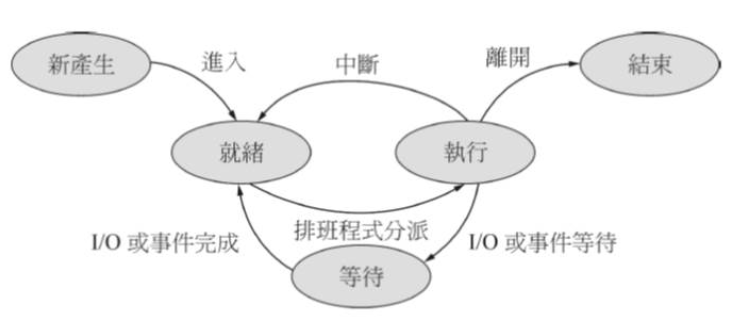 新產生
進入
中斷
離開
結束
就緒
執行
I/O 或事件完成
排班程式分派
I/O 或事件等待
等待